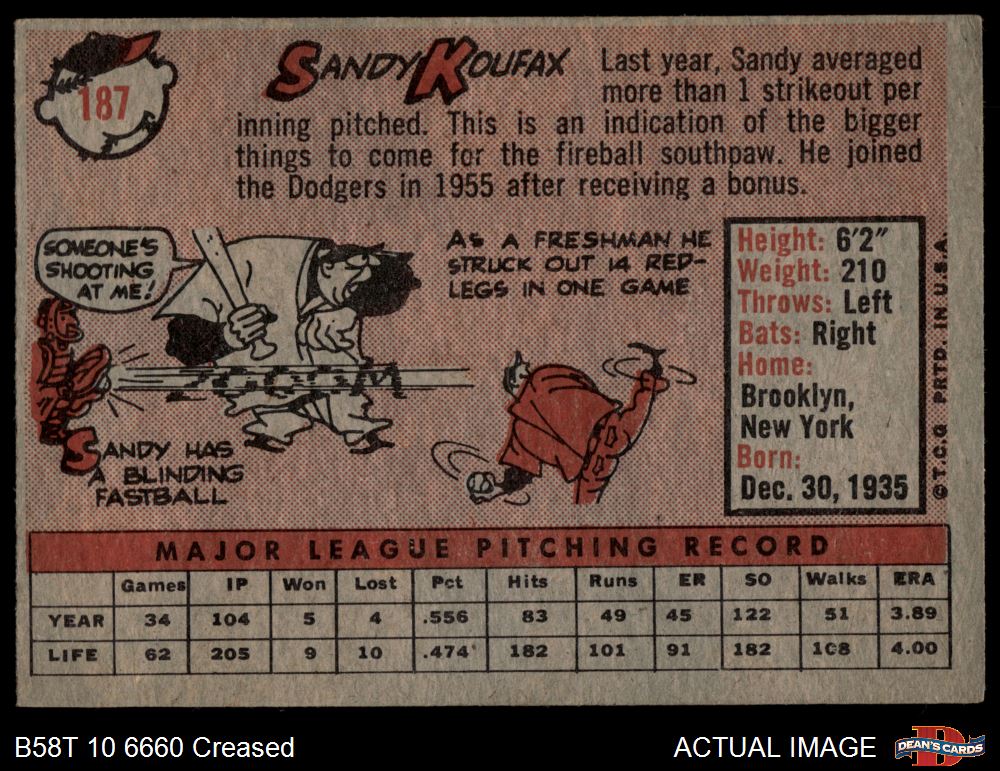 187
SANDY KOUFAX
Last year, Sandy averaged
more than 1 strikeout per
inning pitched. This is an indication of the bigger
things to come for the fireball southpaw. He joined
the Dodgers in 1955 after receiving a bonus.
SOMEONE'S
SHOOTING
AT ME!
AS A FRESHMAN HE
STRUCK OUT 14 RED-
LEGS IN ONE GAME
SANDY HAS
A BLINDING
FASTBALL
Height: 6'2"
Weight: 210
Throws: Left
Bats: Right
Home:
Brooklyn,
New York
Born:
Dec. 30, 1935
© T.C.G. PRTD. IN U.S.A.
MAJOR LEAGUE PITCHING RECORD
Games IP Won Lost Pct Hits Runs ER SO Walks ERA
YEAR 34 104 5 4 .556 83 49 45 122 51 3.89
LIFE 62 205 9 10 .474 182 101 91 182 108 4.00
B58T 10 6660 Creased
ACTUAL IMAGE
DEAN'S CARDS